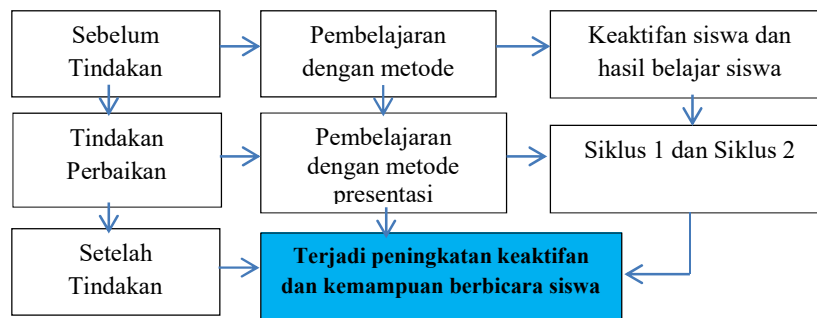 Sebelum
Tindakan
Pembelajaran
dengan metode
Keaktifan siswa dan
hasil belajar siswa
Tindakan
Perbaikan
Pembelajaran
dengan metode
presentasi
Siklus 1 dan Siklus 2
Setelah
Tindakan
Terjadi peningkatan keaktifan
dan kemampuan berbicara siswa